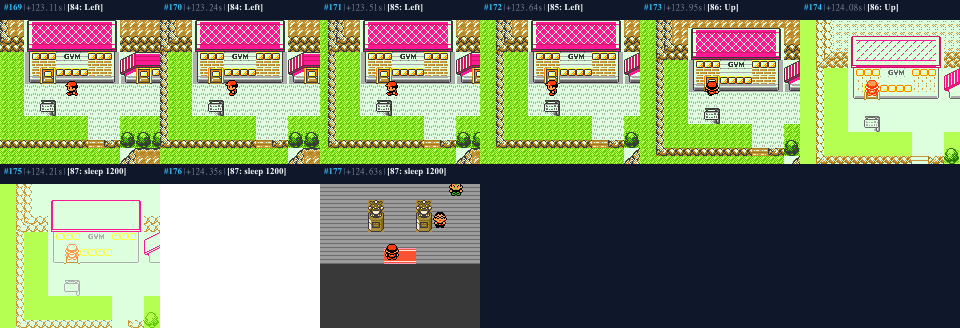 #169|+123.11s|[84: Left]
#170|+123.24s|[84: Left]
#171|+123.51s|[85: Left]
#172|+123.64s|[85: Left]
#173|+123.95s|[86: Up]
#174|+124.08s|[86: Up]
GYM
GYM
GYM
GYM
GYM
GYM
#175|+124.21s|[87: sleep 1200]
#176|+124.35s|[87: sleep 1200]
#177|+124.63s|[87: sleep 1200]
GYM